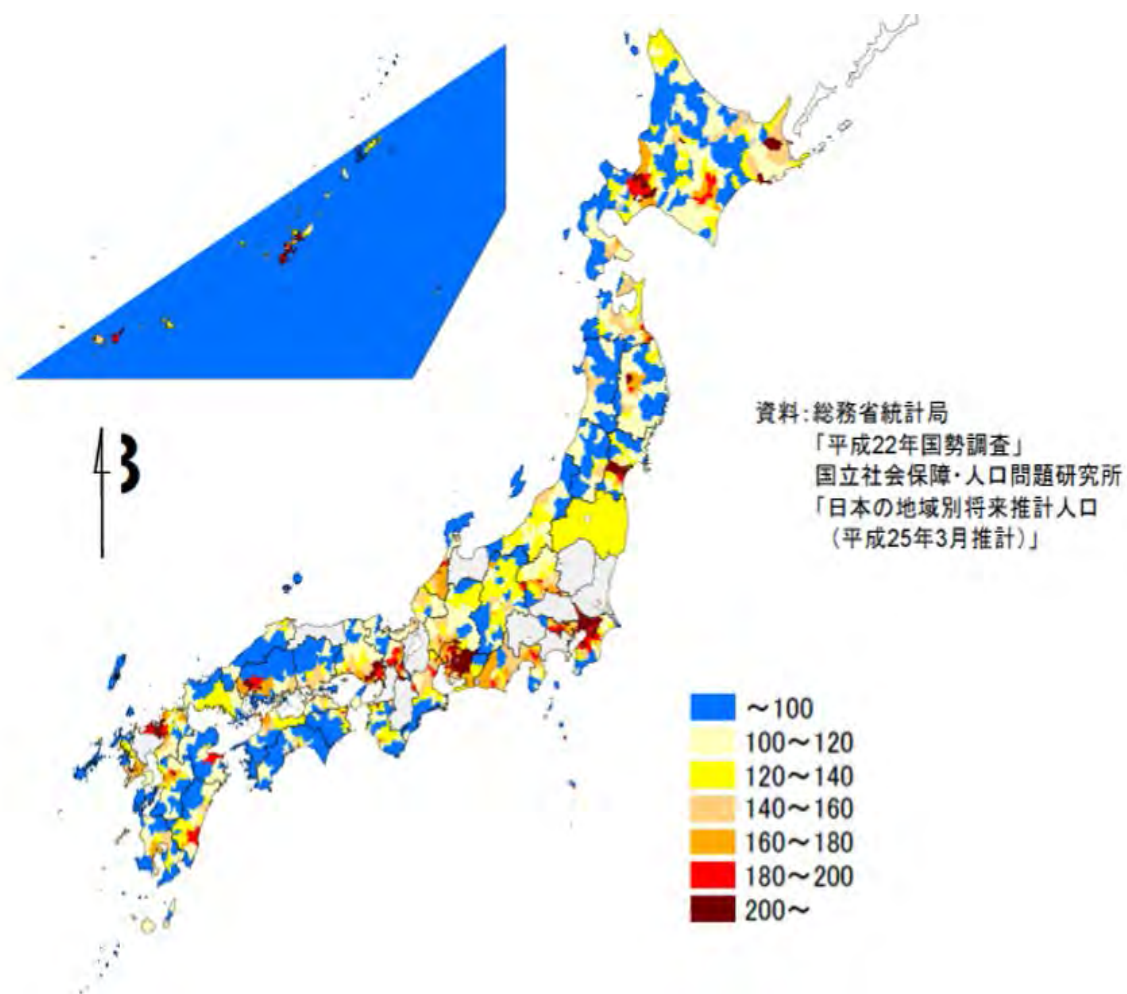 資料:総務省統計局
「平成22年国勢調査」
国立社会保障・人口問題研究所
「日本の地域別将来推計人口
(平成25年3月推計)」
～100
100～120
120～140
140～160
160～180
180～200
200～